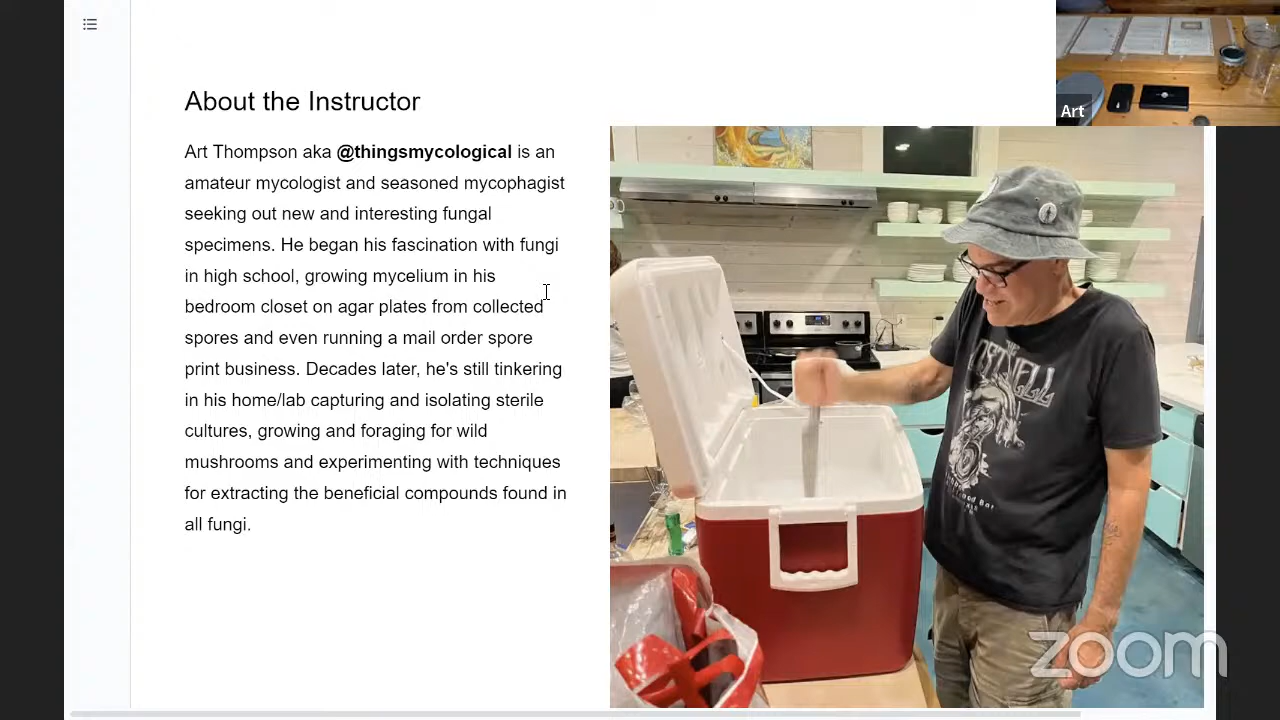 About the Instructor
Art Thompson aka @thingsmycological is an
amateur mycologist and seasoned mycophagist
seeking out new and interesting fungal
specimens. He began his fascination with fungi
in high school, growing mycelium in his
bedroom closet on agar plates from collected
spores and even running a mail order spore
print business. Decades later, he's still tinkering
in his home/lab capturing and isolating sterile
cultures, growing and foraging for wild
mushrooms and experimenting with techniques
for extracting the beneficial compounds found in
all fungi.
Art
zoom